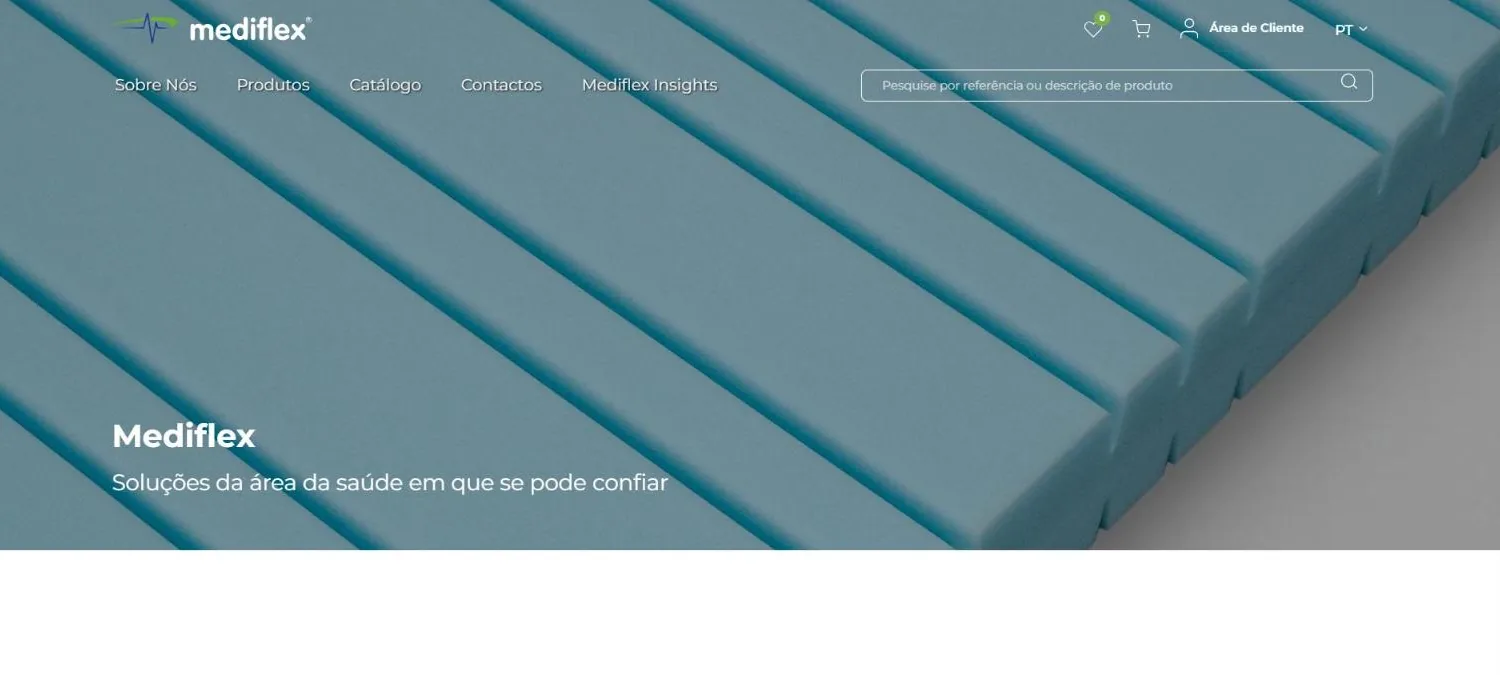 mediflex®
0
Área de Cliente
PT
Sobre Nós
Produtos
Catálogo
Contactos
Mediflex Insights
Pesquise por referência ou descrição de produto
Mediflex
Soluções da área da saúde em que se pode confiar